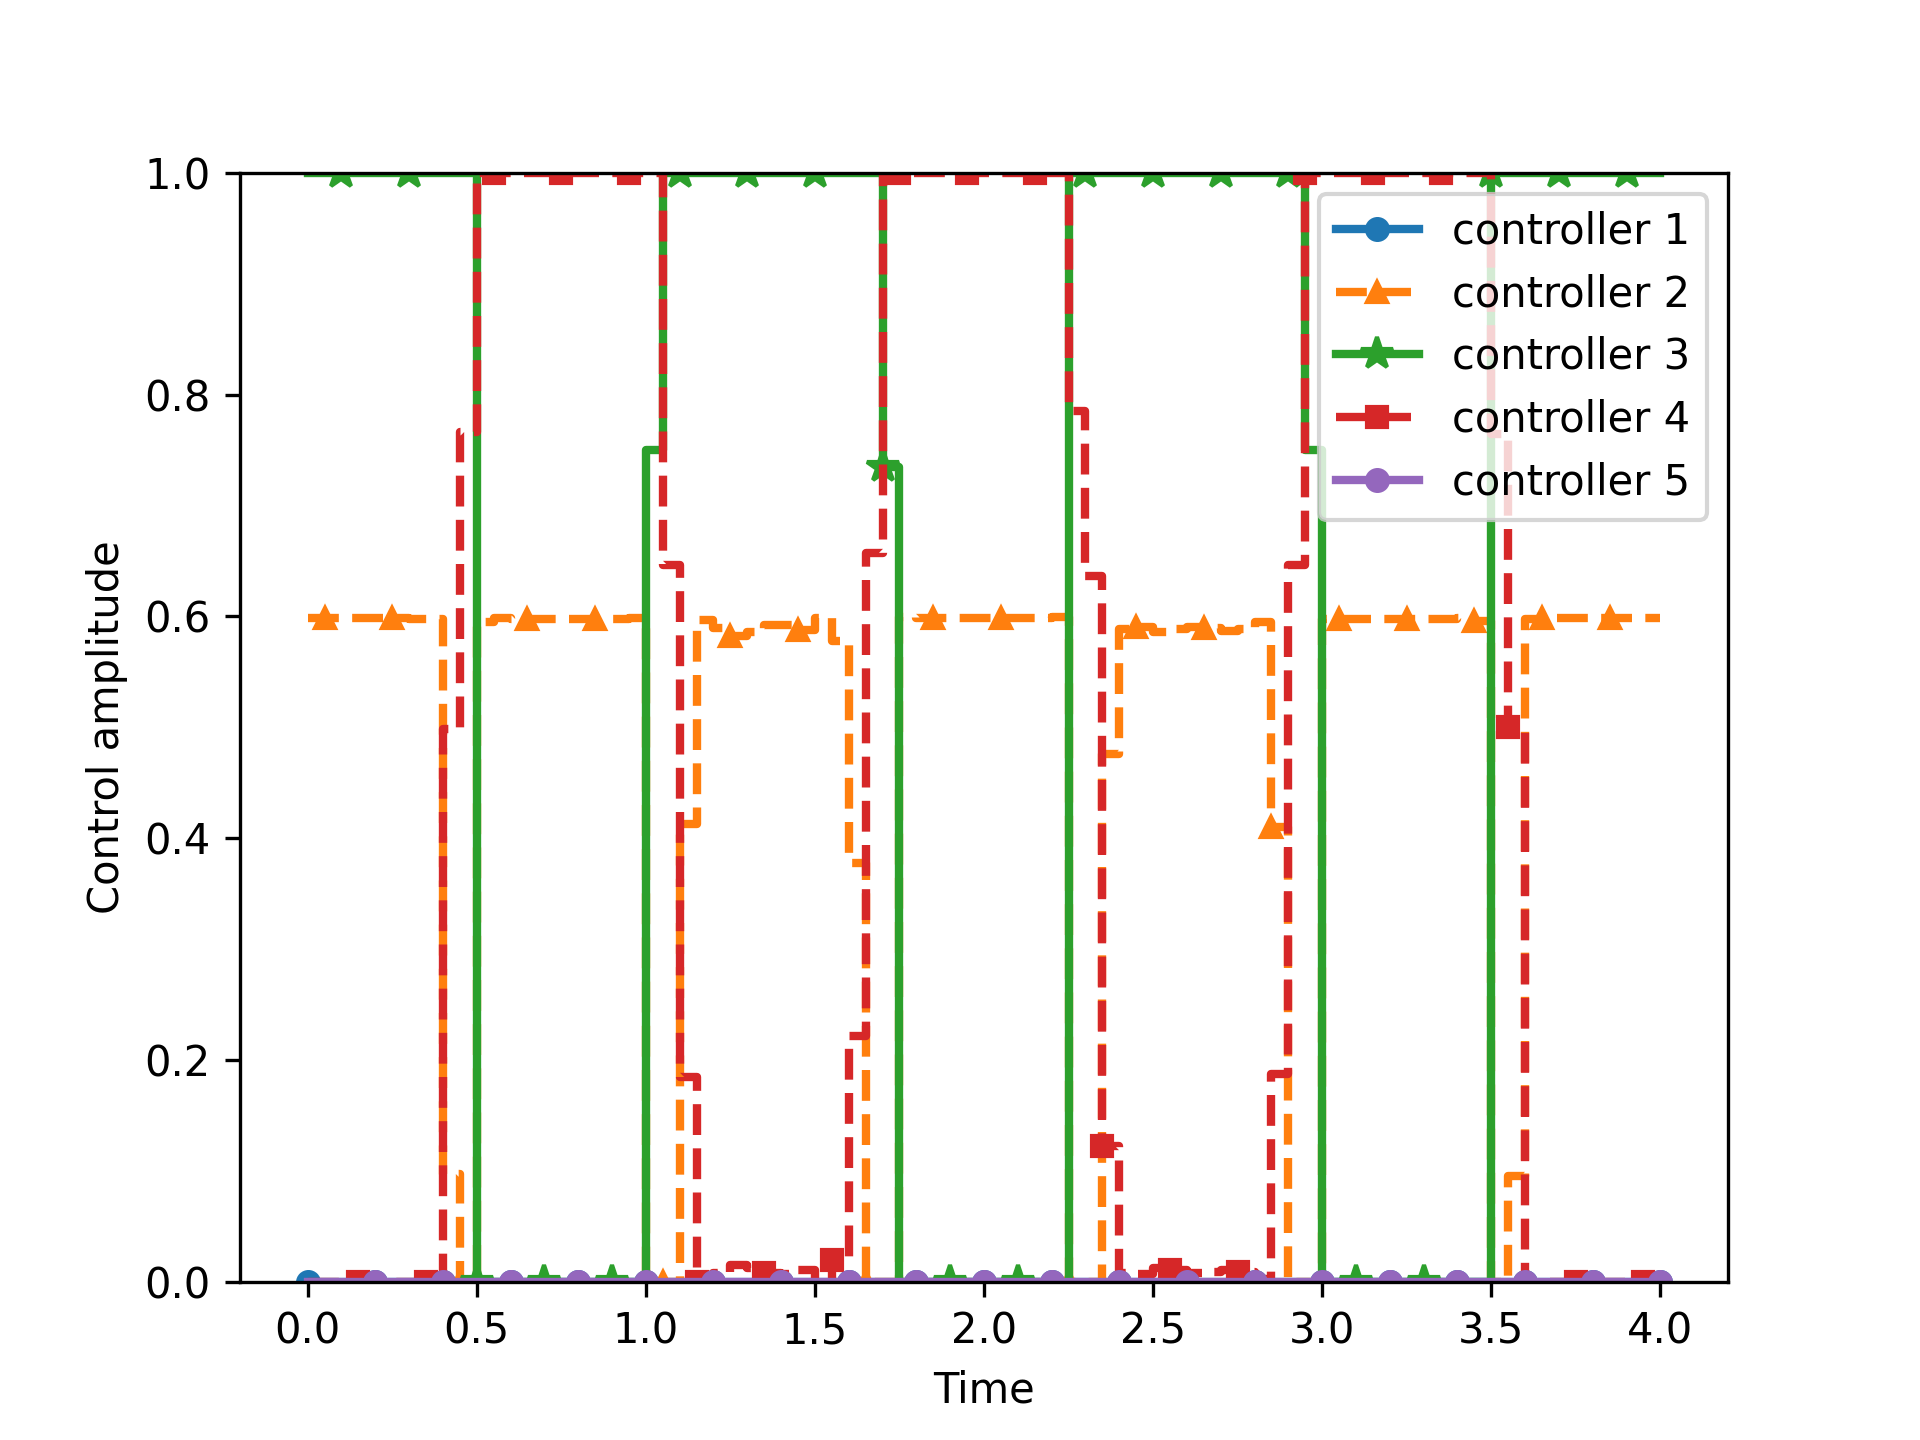 1.0
0.8
0.6
0.4
0.2
0.0
Control amplitude
controller 1
controller 2
controller 3
controller 4
controller 5
0.0 0.5 1.0 1.5 2.0 2.5 3.0 3.5 4.0
Time